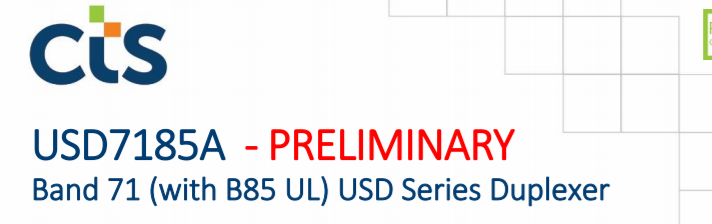 cts
USD7185A - PRELIMINARY
Band 71 (with B85 UL) USD Series Duplexer